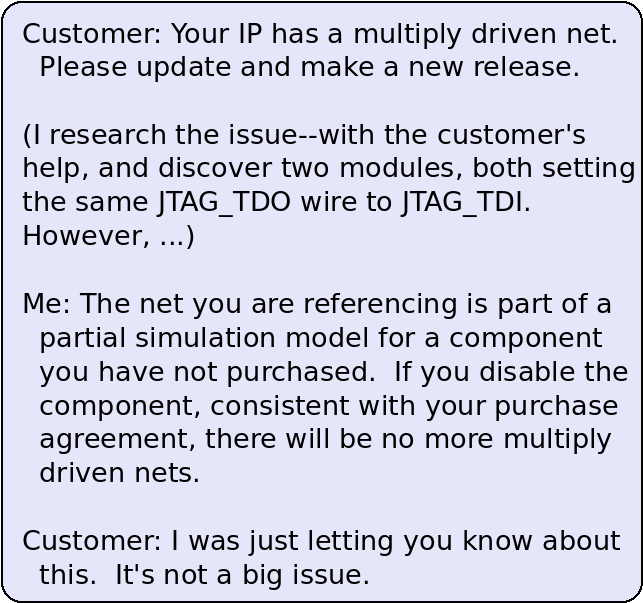 Customer: Your IP has a multiply driven net.
Please update and make a new release.
(I research the issue--with the customer's
help, and discover two modules, both setting
the same JTAG_TDO wire to JTAG_TDI.
However, ...)
Me: The net you are referencing is part of a
partial simulation model for a component
you have not purchased.  If you disable the
component, consistent with your purchase
agreement, there will be no more multiply
driven nets.
Customer: I was just letting you know about
this.  It's not a big issue.